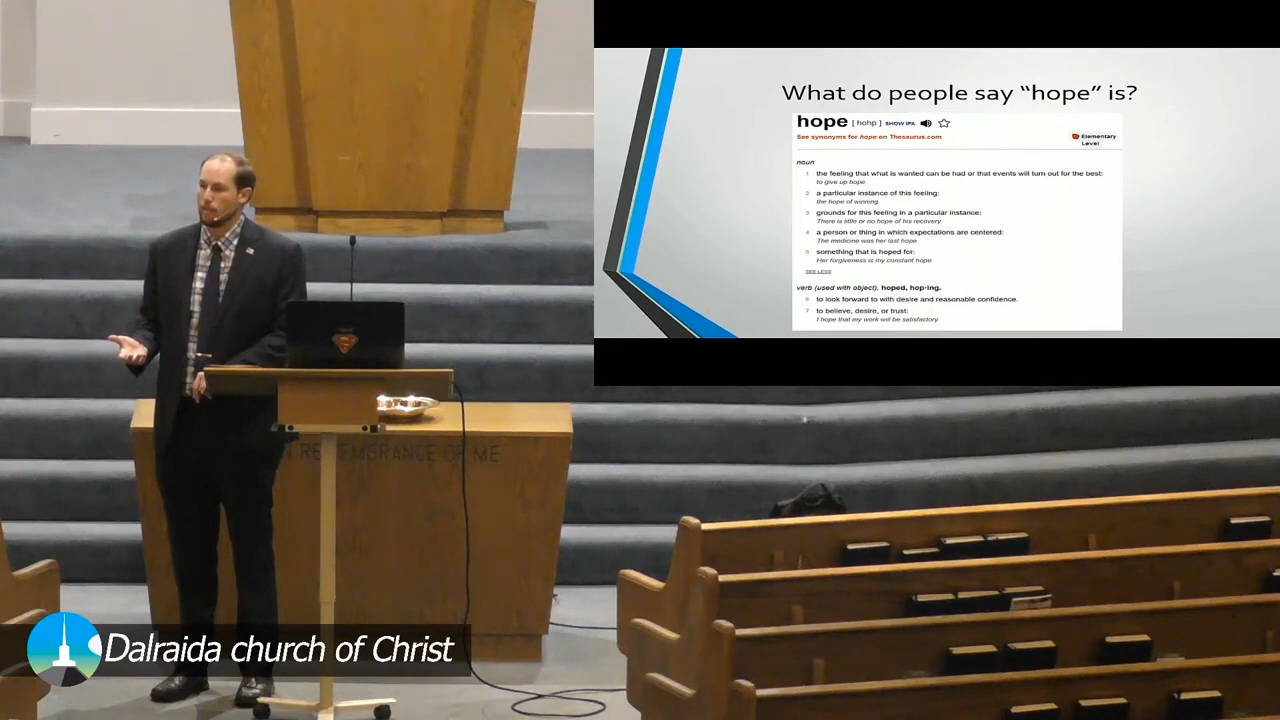 What do people say “hope” is?
hope [ hohp ] SHOW IPA
See synonyms for hope on Thesaurus.com
Elementary
Level
noun
1 the feeling that what is wanted can be had or that events will turn out for the best:
to give up hope.
2 a particular instance of this feeling:
the hope of winning.
3 grounds for this feeling in a particular instance:
There is little or no hope of his recovery.
4 a person or thing in which expectations are centered:
The medicine was her last hope.
5 something that is hoped for:
Her forgiveness is my constant hope.
SEE LESS
verb (used with object), hoped, hop·ing.
6 to look forward to with desire and reasonable confidence.
7 to believe, desire, or trust:
I hope that my work will be satisfactory.
REMEMBRANCE OF ME
Dalraida church of Christ